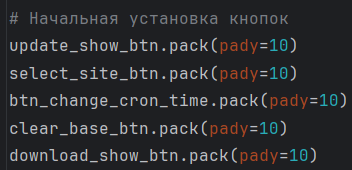 # Начальная установка кнопок
update_show_btn.pack(pady=10)
select_site_btn.pack(pady=10)
btn_change_cron_time.pack(pady=10)
clear_base_btn.pack(pady=10)
download_show_btn.pack(pady=10)